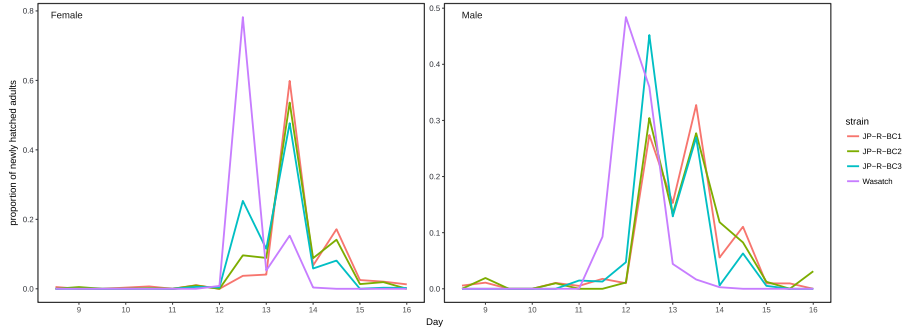 Female
Male
proportion of newly hatched adults
0.8
0.6
0.4
0.2
0.0
0.5
0.4
0.3
0.2
0.1
0.0
9 10 11 12 13 14 15 16
9 10 11 12 13 14 15 16
Day
strain
JP−R−BC1
JP−R−BC2
JP−R−BC3
Wasatch